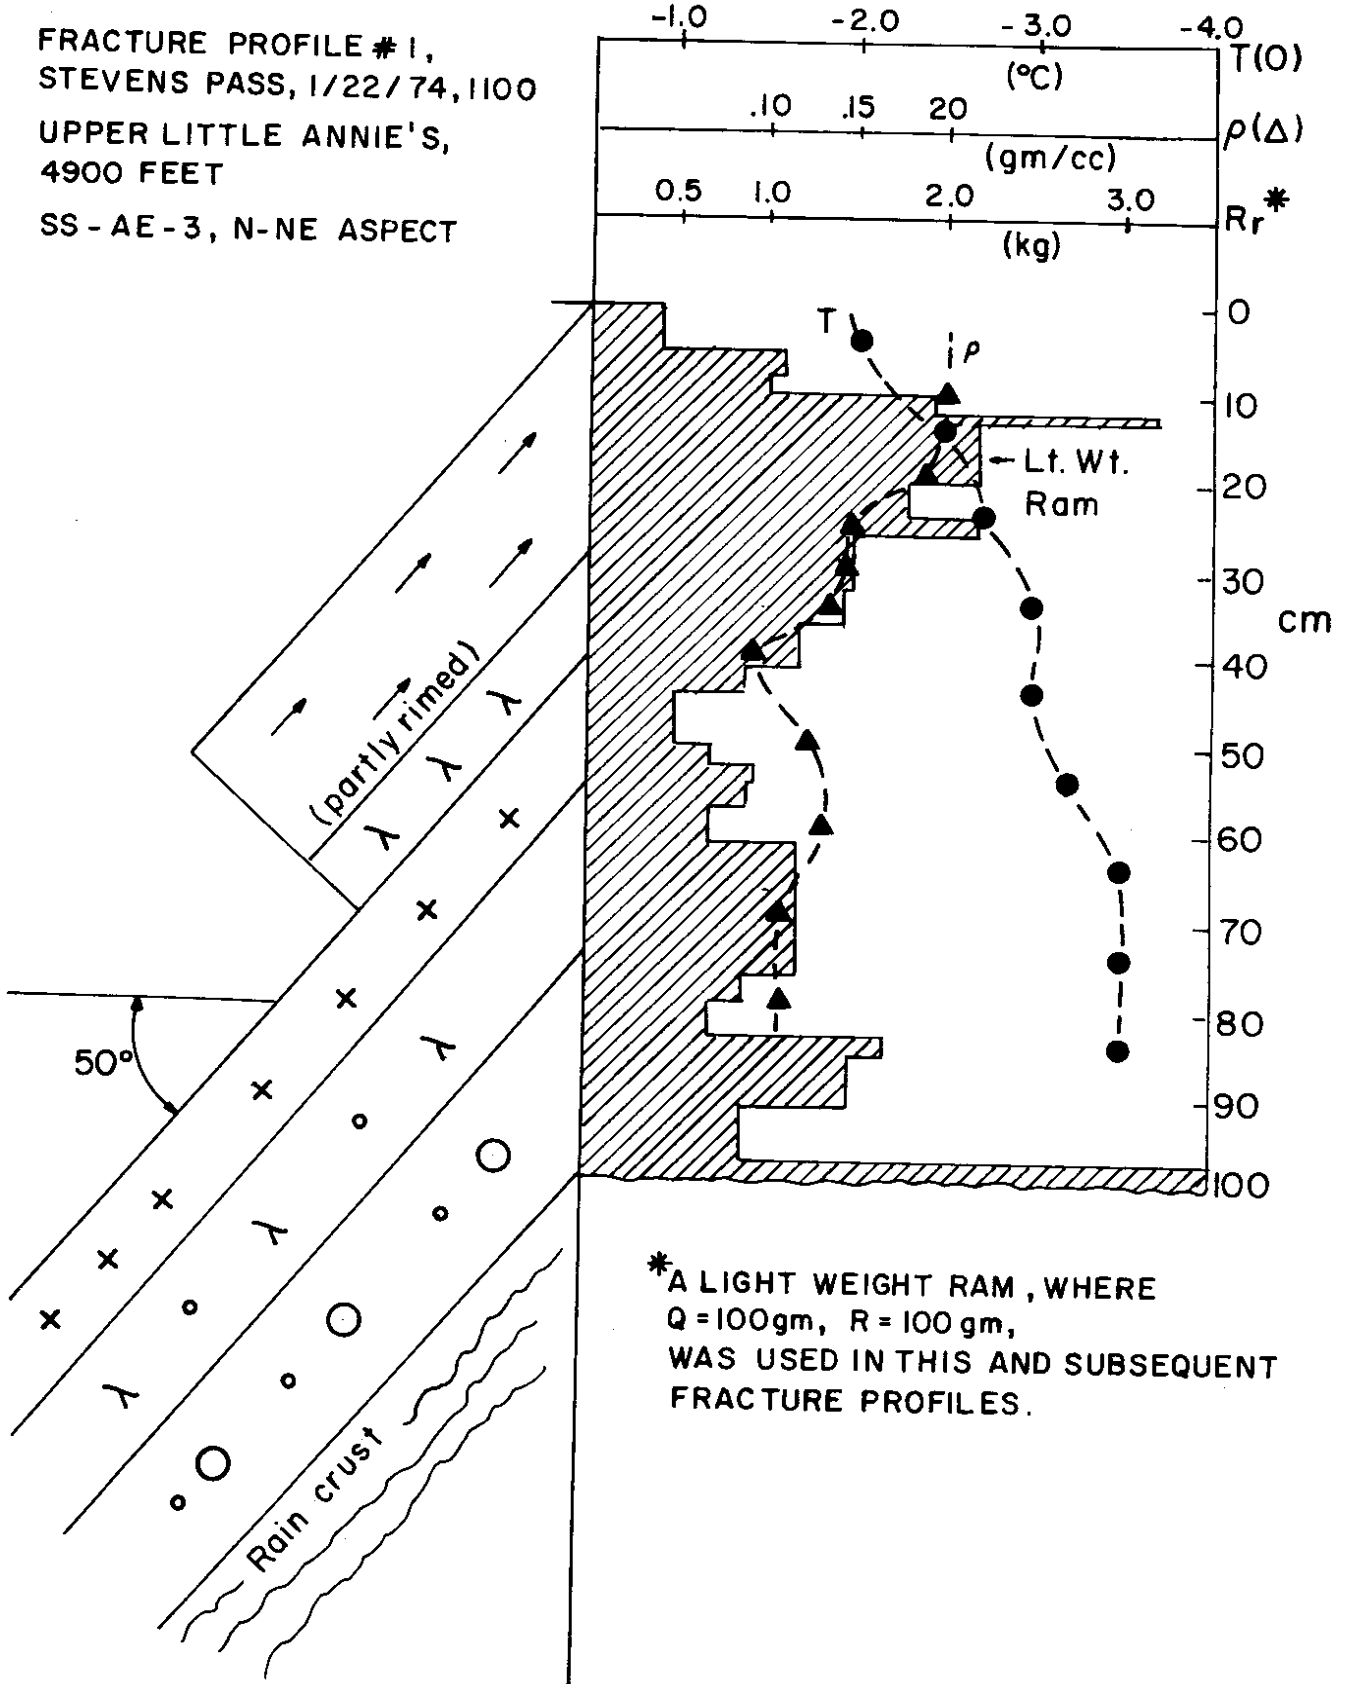 FRACTURE PROFILE # 1,
STEVENS PASS, 1/22/74, 1100
UPPER LITTLE ANNIE'S,
4900 FEET
SS-AE-3, N-NE ASPECT
-1.0 -2.0 -3.0 -4.0
T(O)
(°C)
.10 .15 20
ρ(Δ)
(gm/cc)
0.5 1.0 2.0 3.0
Rr*
(kg)
T
ρ
Lt. Wt.
Ram
0
10
20
30
cm
40
50
60
70
80
90
100
(partly rimed)
50°
Rain crust
*A LIGHT WEIGHT RAM, WHERE
Q = 100gm, R = 100 gm,
WAS USED IN THIS AND SUBSEQUENT
FRACTURE PROFILES.